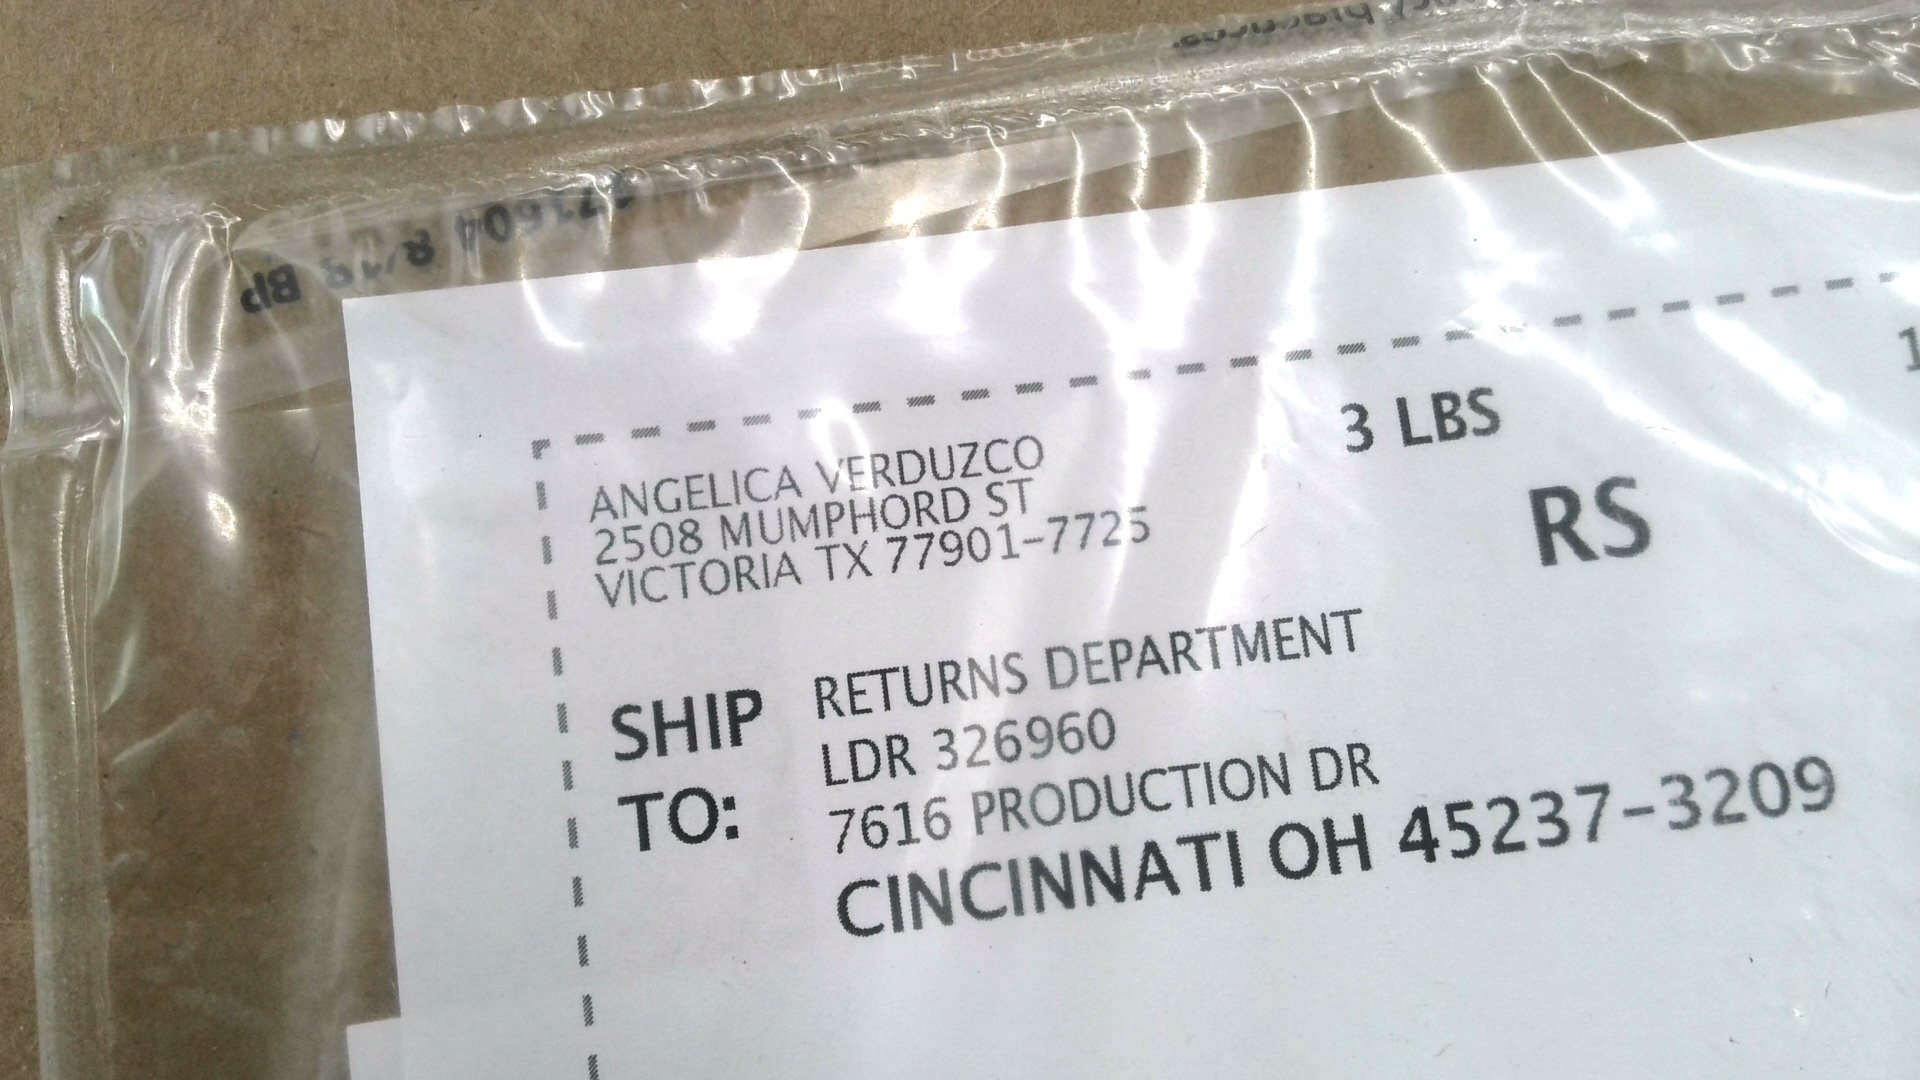 ANGELICA VERDUZCO
2508 MUMPHORD ST
VICTORIA TX 77901-7725
3 LBS
RS
SHIP TO:
RETURNS DEPARTMENT
LDR 326960
7616 PRODUCTION DR
CINCINNATI OH 45237-3209